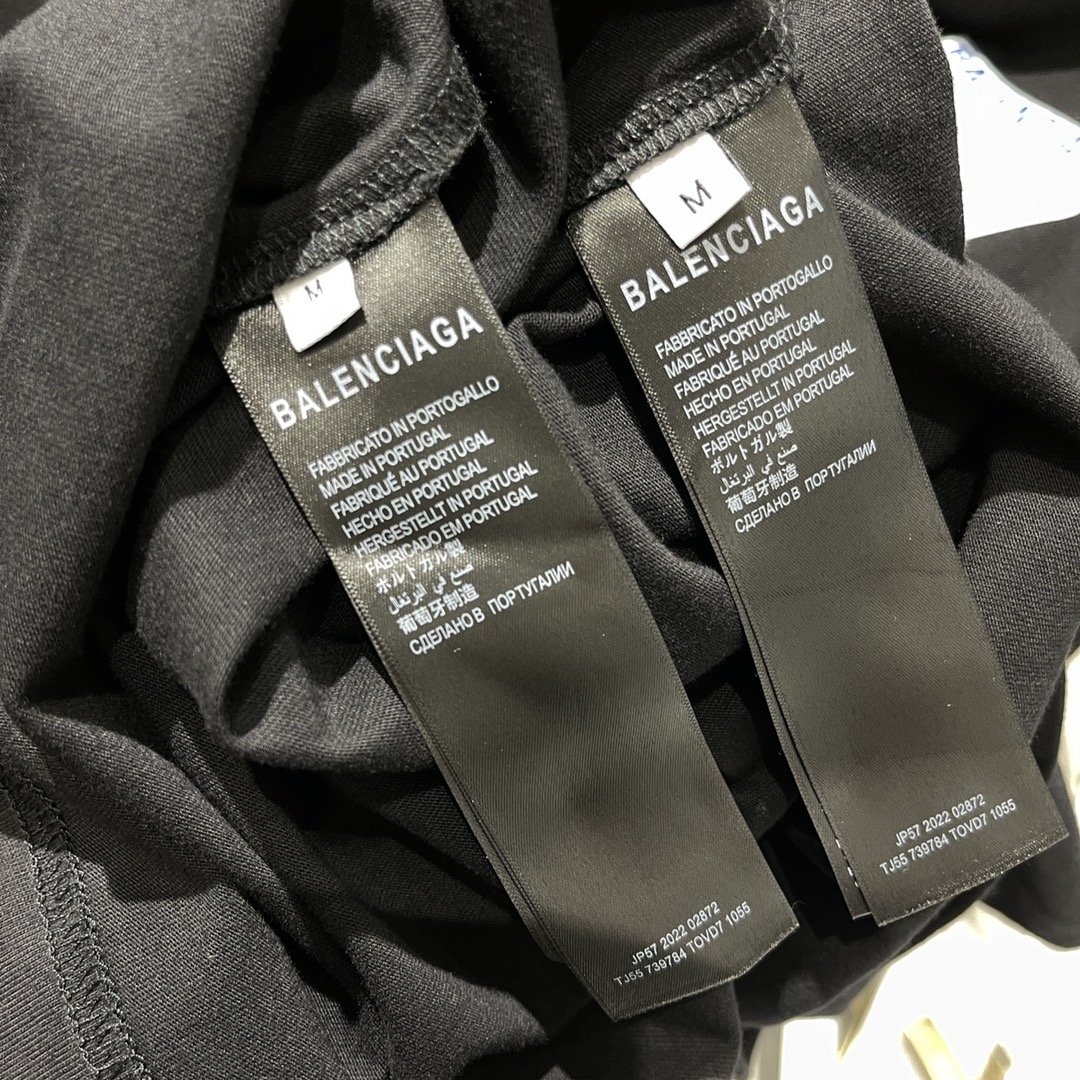 M
BALENCIAGA
FABBRICATO IN PORTOGALLO
MADE IN PORTUGAL
FABRIQUÉ AU PORTUGAL
HECHO EN PORTUGAL
HERGESTELLT IN PORTUGAL
FABRICADO EM PORTUGAL
ポルトガル製
صنع في البرتغال
葡萄牙制造
СДЕЛАНО В ПОРТУГАЛИИ
JP57 2022 02872
TJ55 739784 TOVD7 1055
M
BALENCIAGA
FABBRICATO IN PORTOGALLO
MADE IN PORTUGAL
FABRIQUÉ AU PORTUGAL
HECHO EN PORTUGAL
HERGESTELLT IN PORTUGAL
FABRICADO EM PORTUGAL
ポルトガル製
صنع في البرتغال
葡萄牙制造
СДЕЛАНО В ПОРТУГАЛИИ
JP57 2022 02872
TJ55 739784 TOVD7 1055